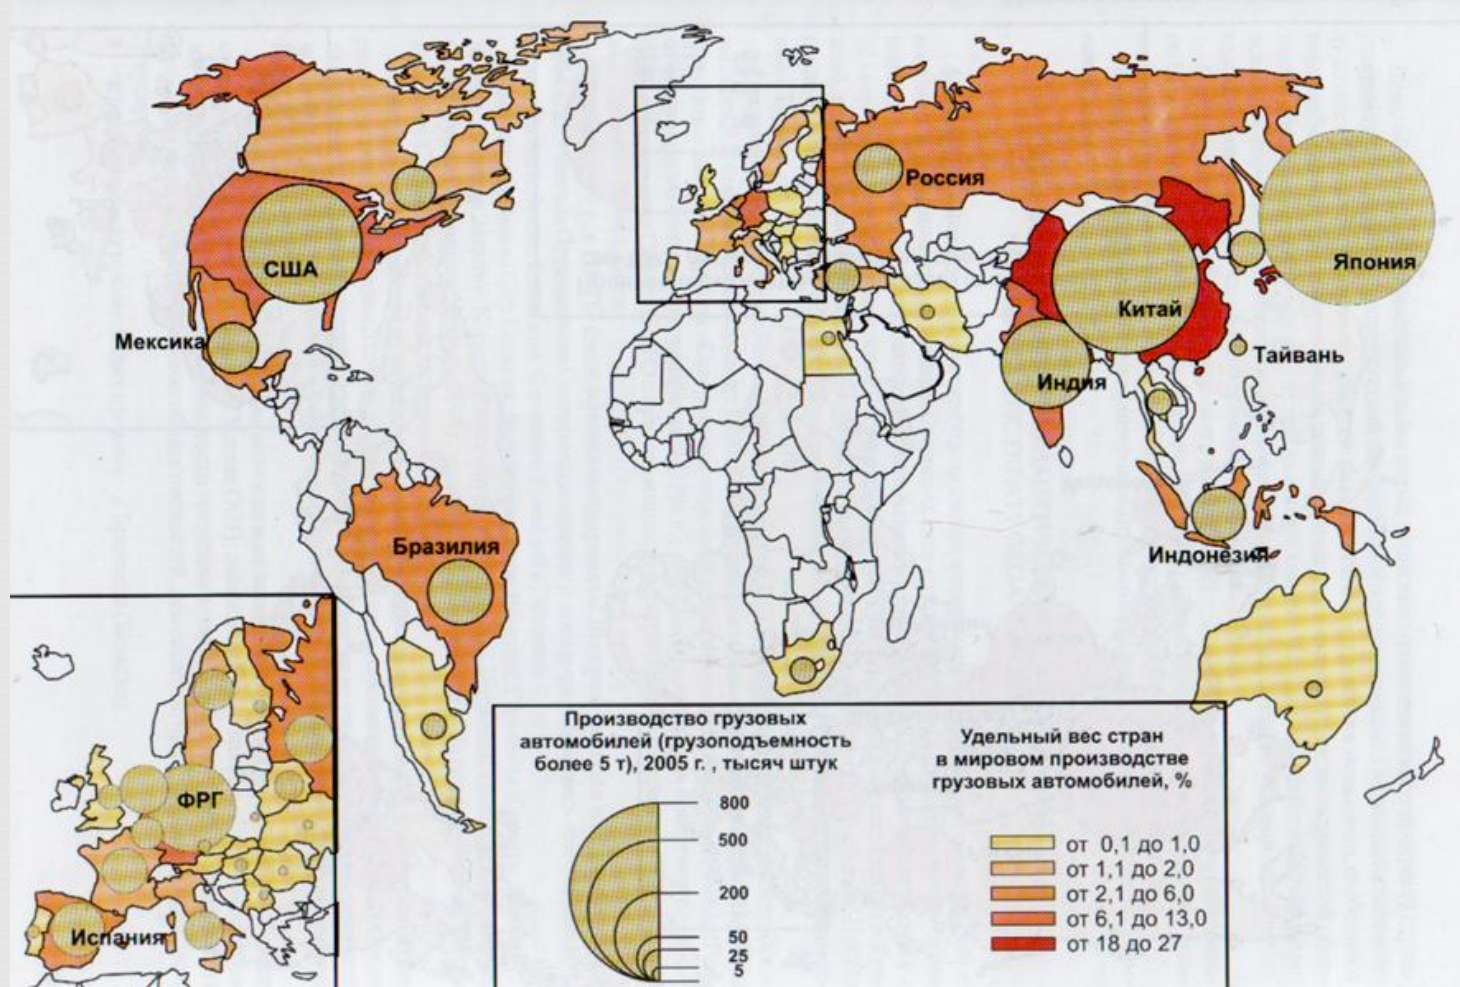 Россия
США
Япония
Китай
Мексика
Тайвань
Индия
Бразилия
Индонезия
ФРГ
Испания
Производство грузовых
автомобилей (грузоподъемность
более 5 т), 2005 г. , тысяч штук
800
500
200
50
25
5
Удельный вес стран
в мировом производстве
грузовых автомобилей, %
от 0,1 до 1,0
от 1,1 до 2,0
от 2,1 до 6,0
от 6,1 до 13,0
от 18 до 27